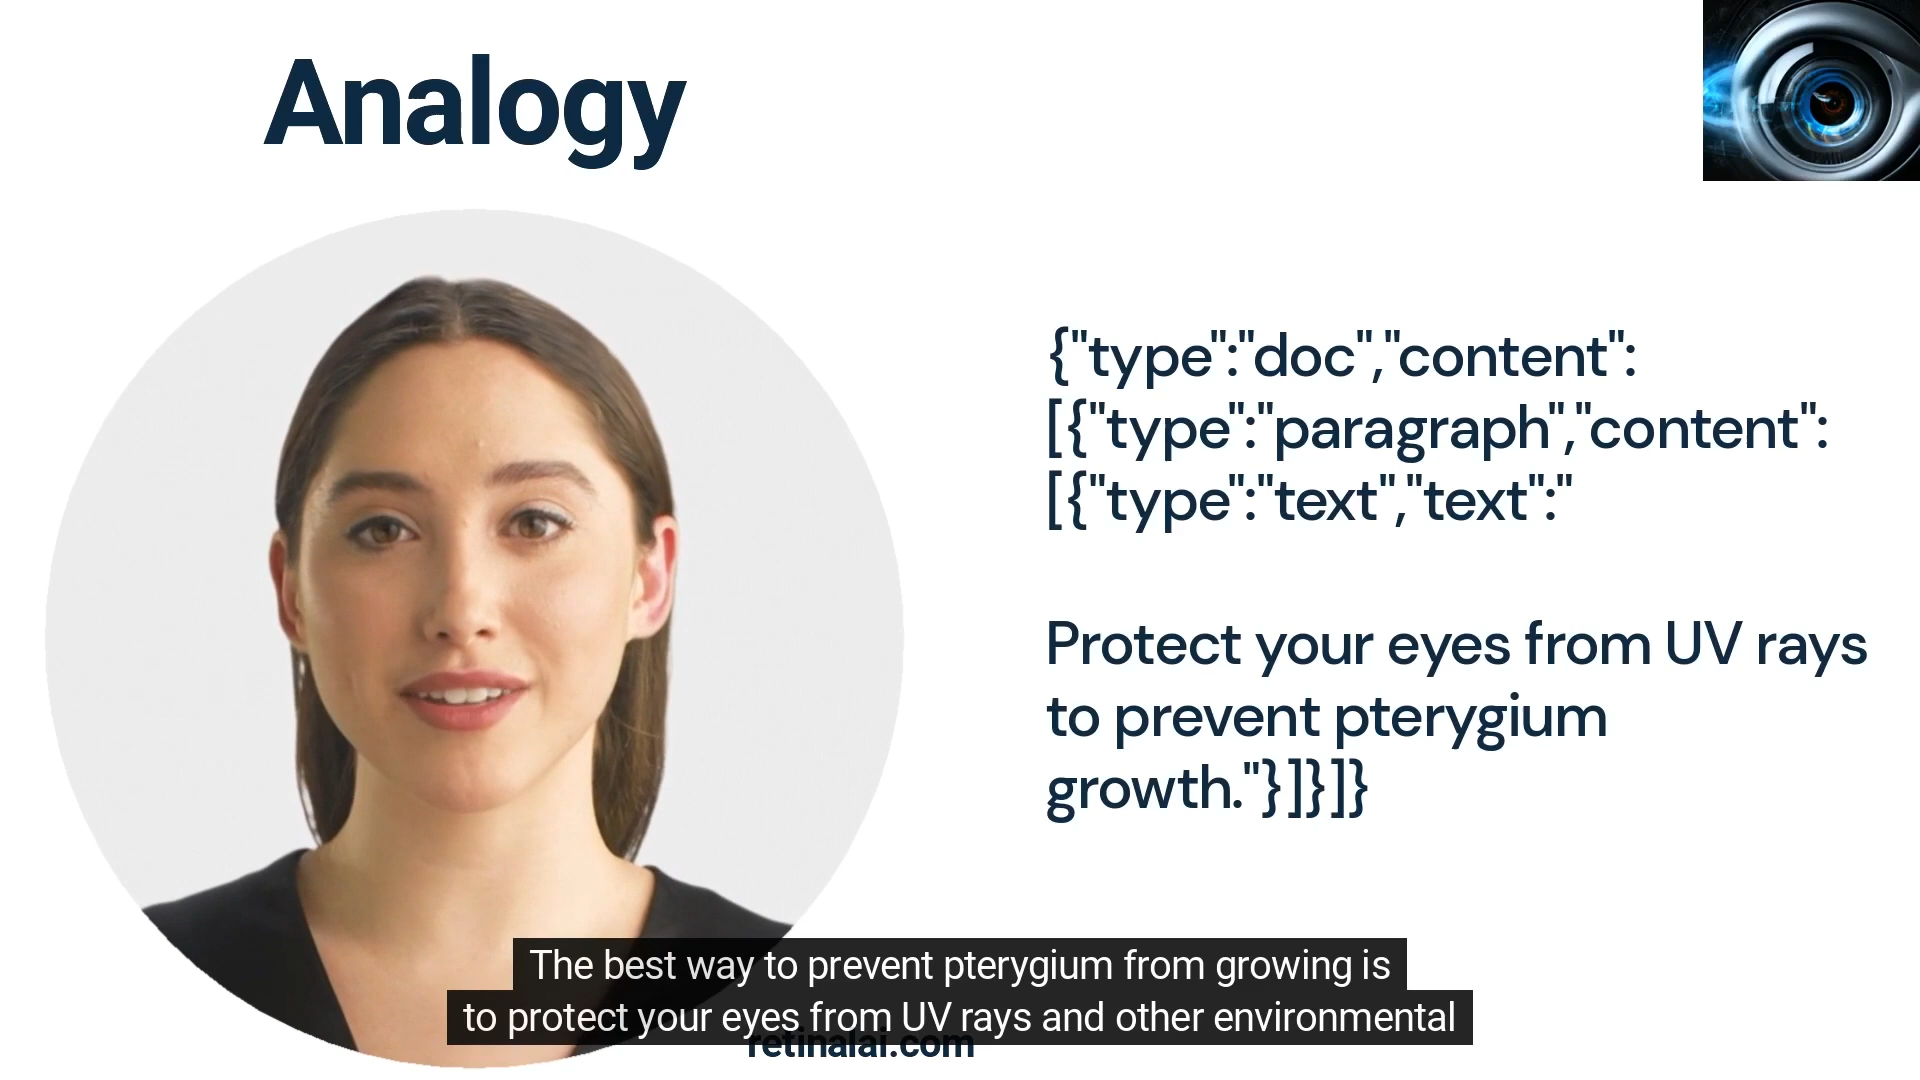 Analogy
{"type":"doc","content":
[{"type":"paragraph","content":
[{"type":"text","text":"
Protect your eyes from UV rays
to prevent pterygium
growth."}]}]}
The best way to prevent pterygium from growing is
to protect your eyes from UV rays and other environmental
retinalai.com